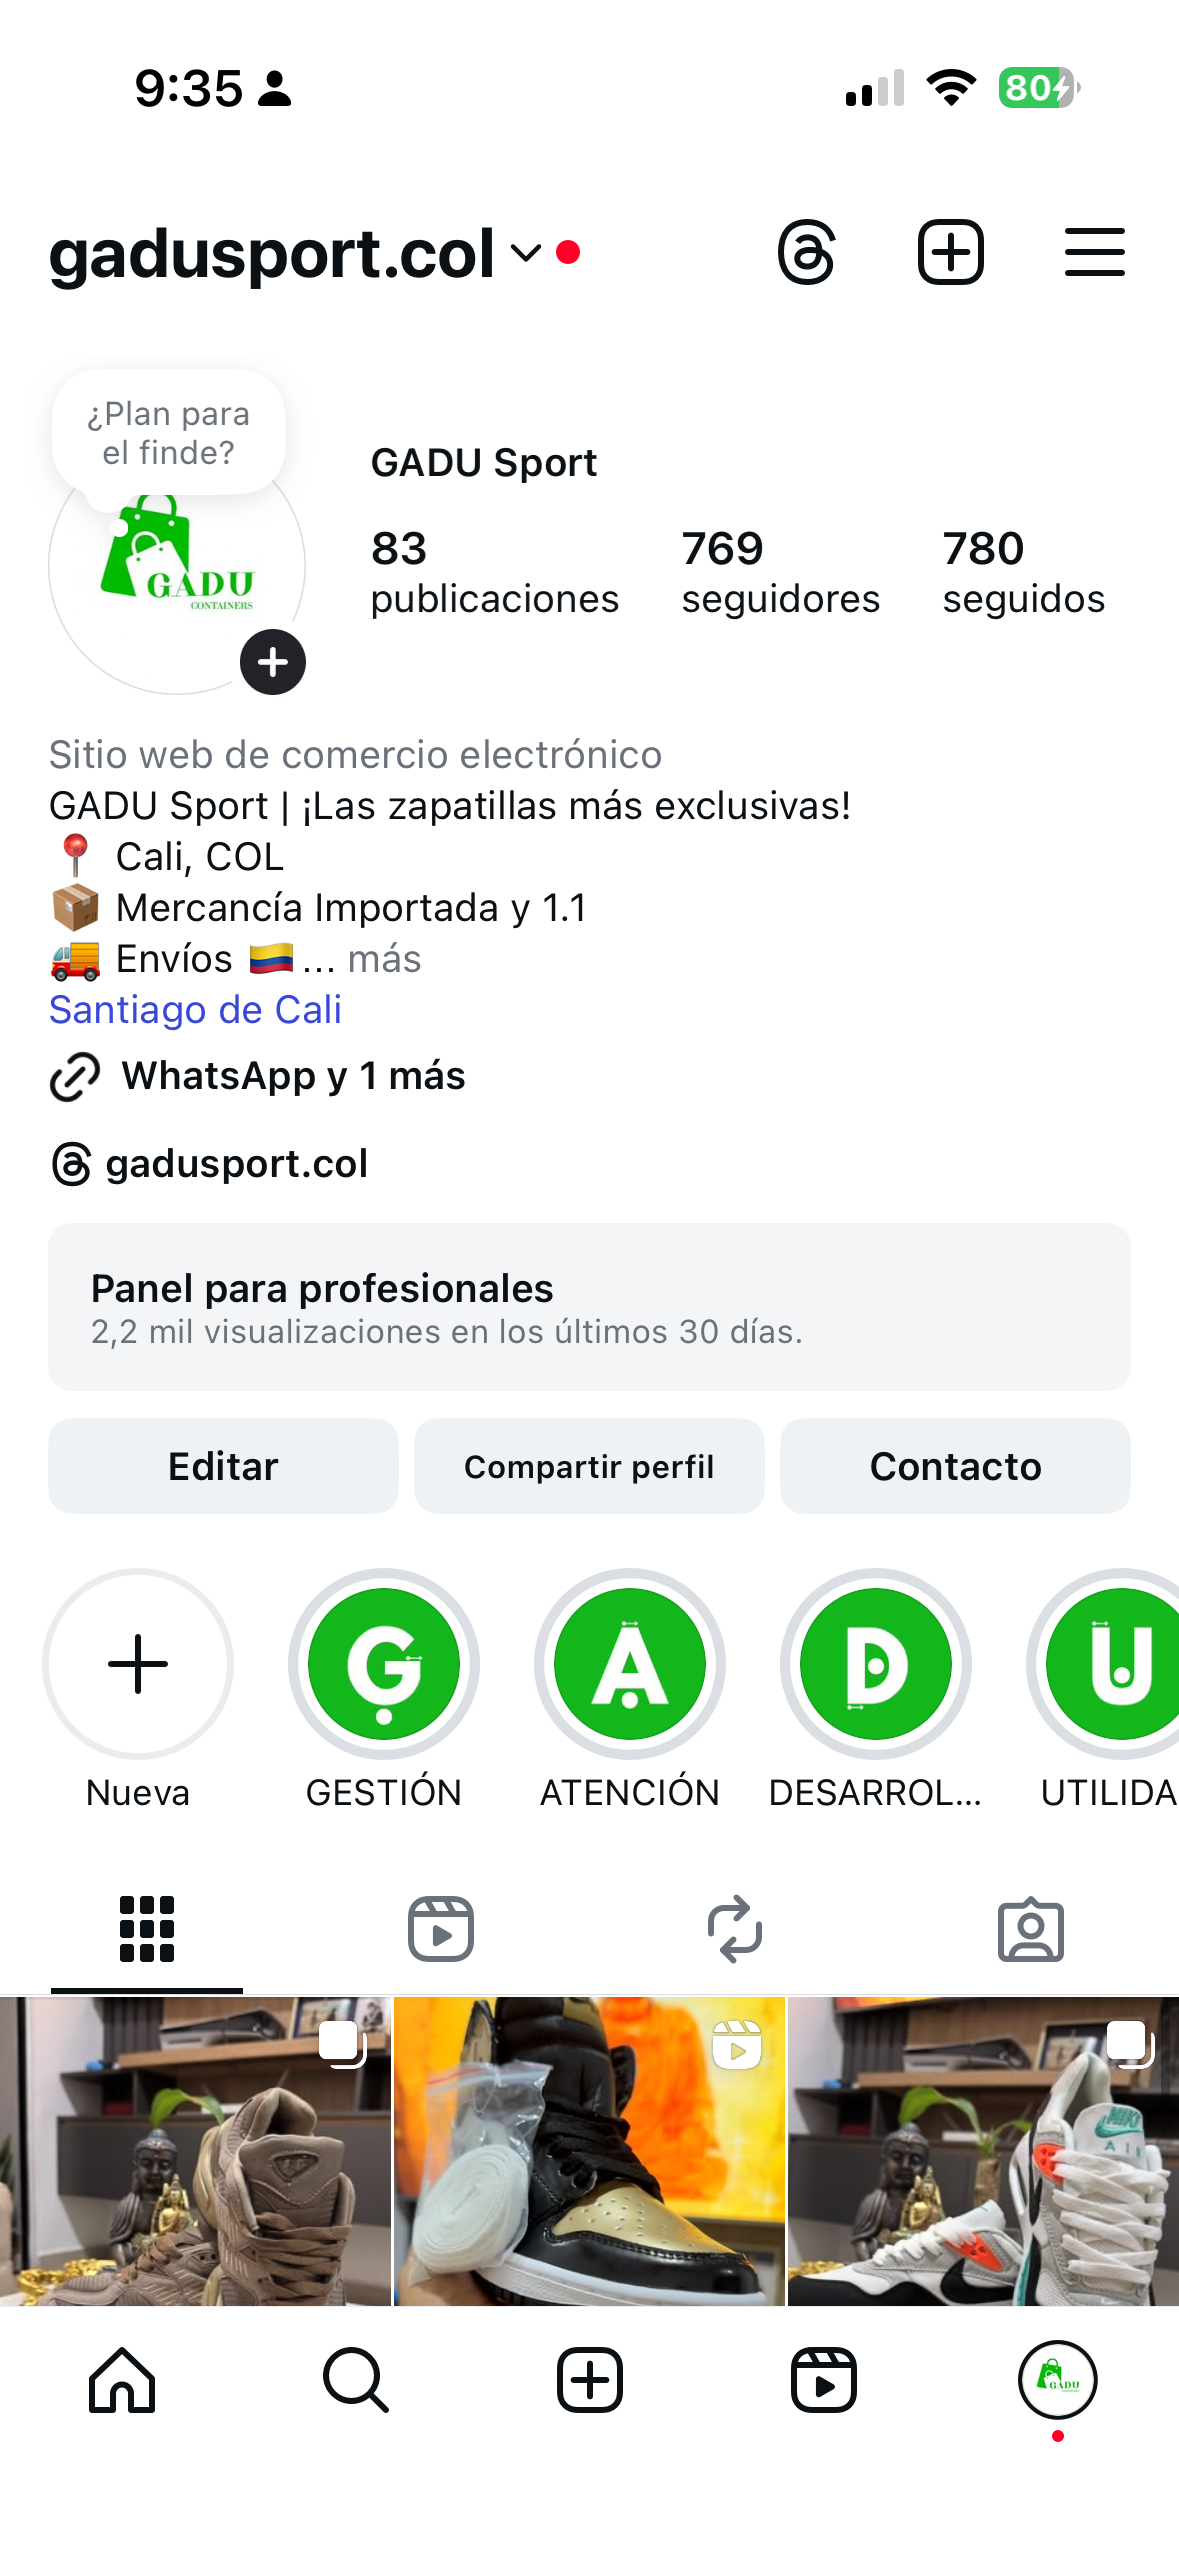 9:35
80
gadusport.col
¿Plan para
el finde?
GADU
CONTAINERS
GADU Sport
83
769
780
publicaciones
seguidores
seguidos
Sitio web de comercio electrónico
GADU Sport | ¡Las zapatillas más exclusivas!
📍 Cali, COL
📦 Mercancía Importada y 1.1
🚚 Envíos 🇨🇴... más
Santiago de Cali
WhatsApp y 1 más
gadusport.col
Panel para profesionales
2,2 mil visualizaciones en los últimos 30 días.
Editar
Compartir perfil
Contacto
G
A
D
U
Nueva
GESTIÓN
ATENCIÓN
DESARROL...
UTILIDA
NIKE
AIR
GADU